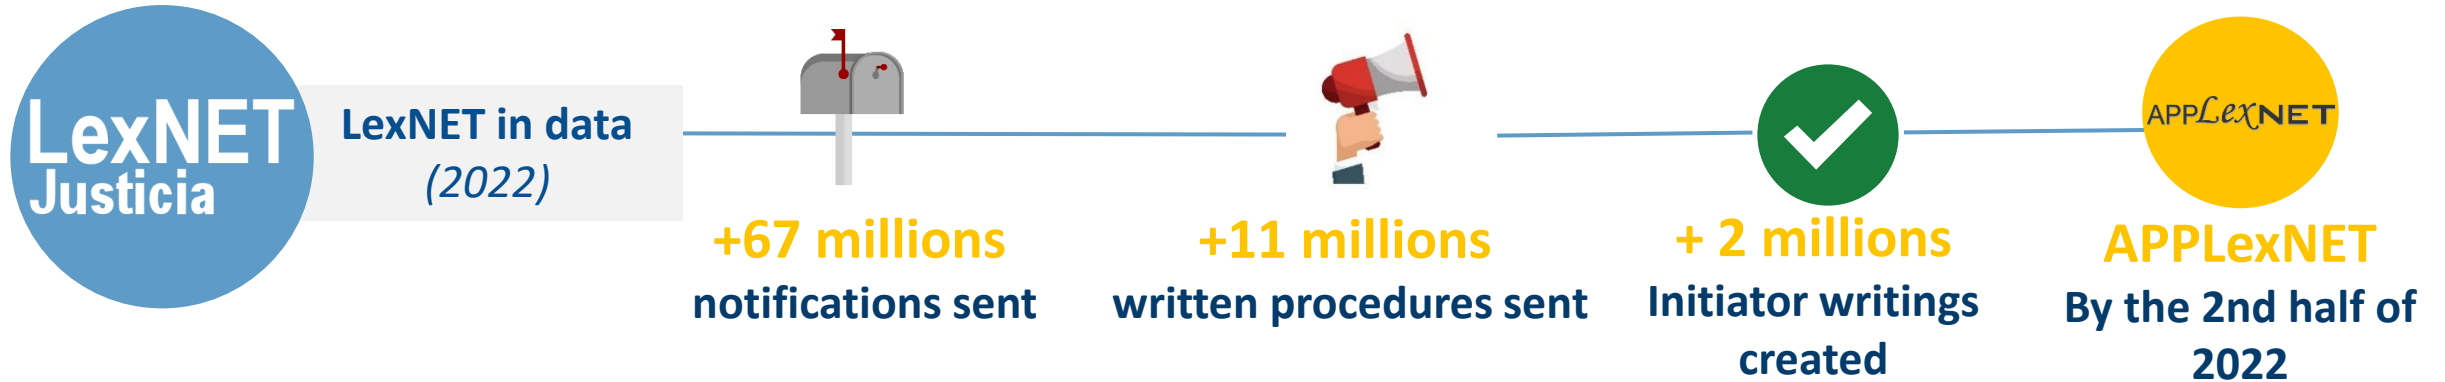 LexNET
Justicia
LexNET in data
(2022)
+67 millions
notifications sent
+11 millions
written procedures sent
+ 2 millions
Initiator writings
created
APPLexNET
APPLexNET
By the 2nd half of
2022